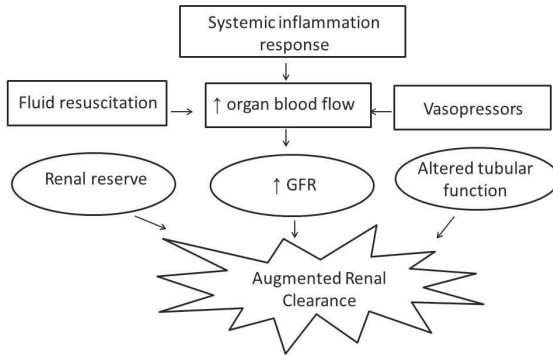 Systemic inflammation
response
Fluid resuscitation
↑ organ blood flow
Vasopressors
Renal reserve
↑ GFR
Altered tubular
function
Augmented Renal
Clearance